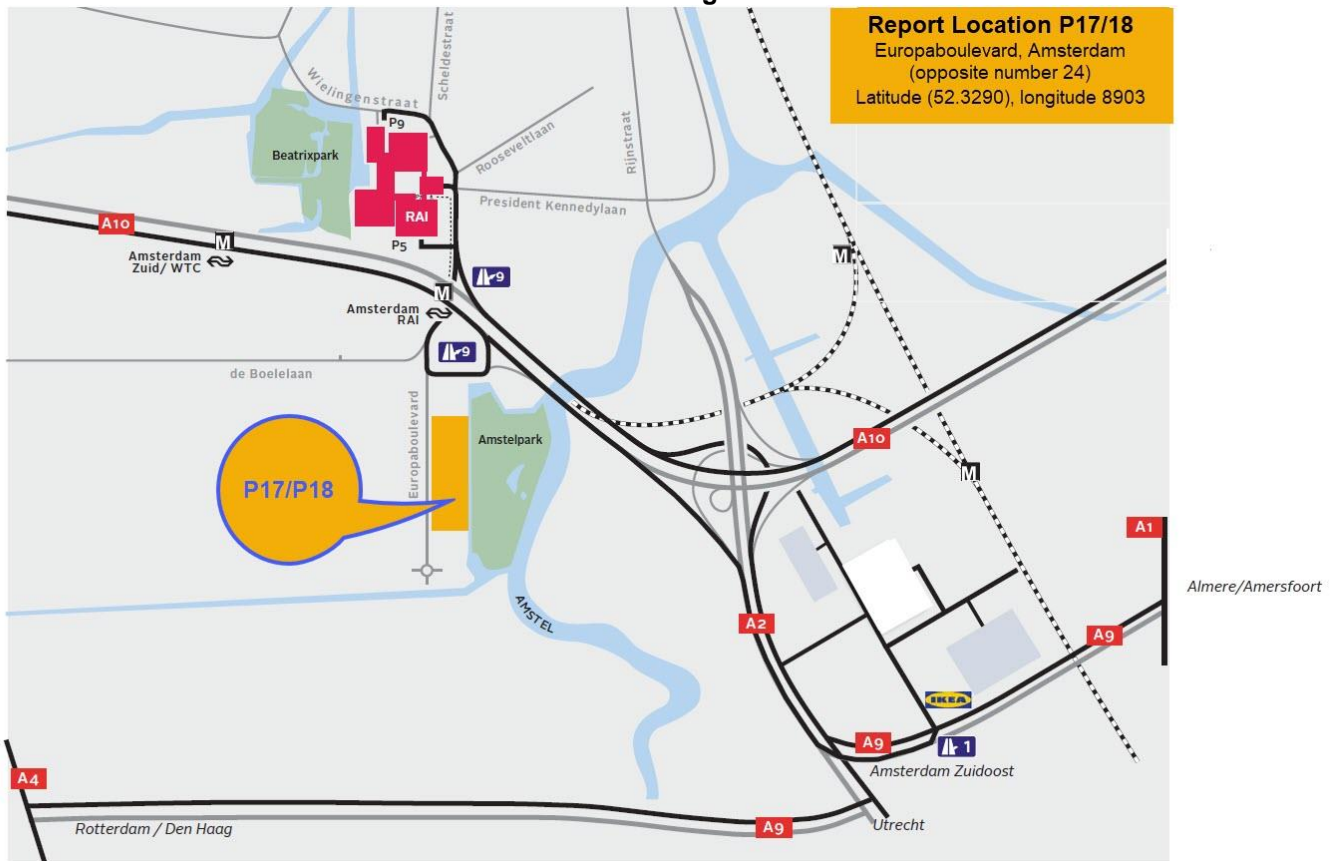 Report Location P17/18
Europaboulevard, Amsterdam
(opposite number 24)
Latitude (52.3290), longitude 8903
Wielingenstraat
Scheldestraat
P9
Beatrixpark
Rooseveltlaan
Rijnstraat
RAI
President Kennedylaan
A10
M
P5
Amsterdam
Zuid/ WTC
9
M
M
Amsterdam
RAI
9
de Boelelaan
Europaboulevard
Amstelpark
A10
M
P17/P18
A1
Almere/Amersfoort
AMSTEL
A2
A9
IKEA
A9
1
Amsterdam Zuidoost
A4
Rotterdam / Den Haag
A9
Utrecht